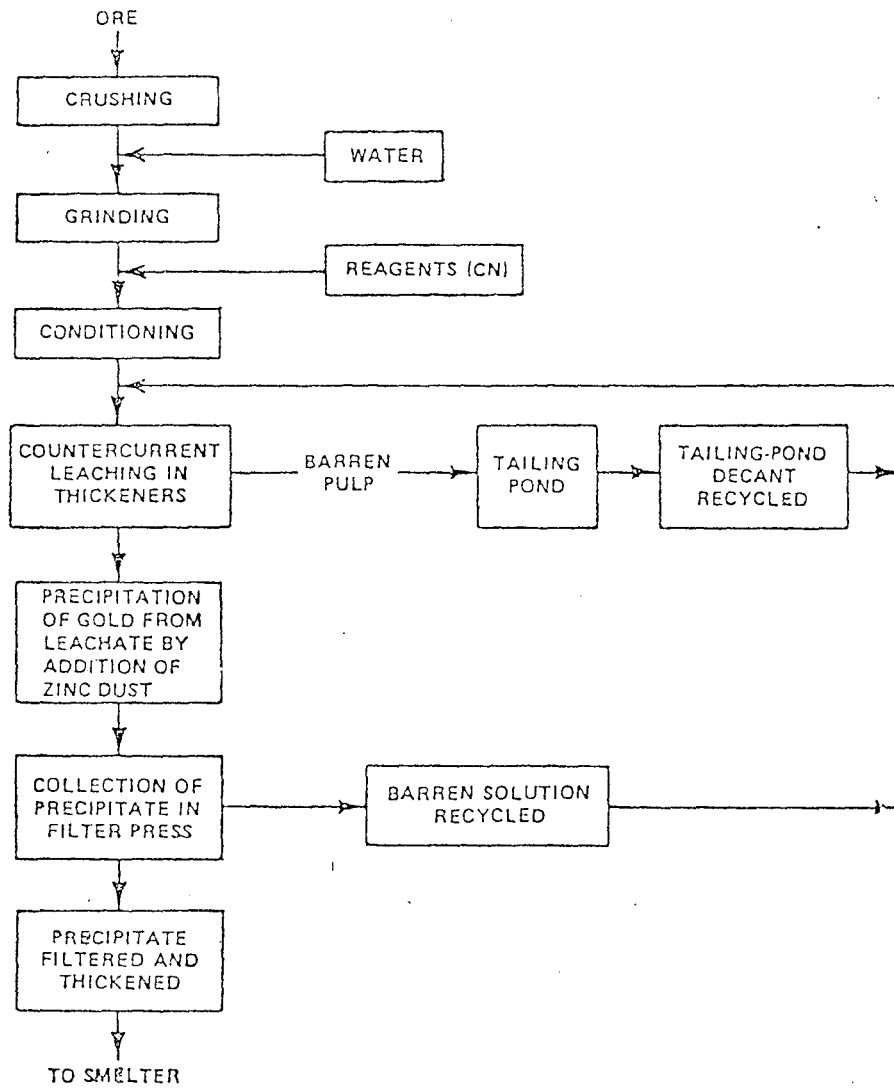 ORE
CRUSHING
WATER
GRINDING
REAGENTS (CN)
CONDITIONING
COUNTERCURRENT
LEACHING IN
THICKENERS
BARREN
PULP
TAILING
POND
TAILING-POND
DECANT
RECYCLED
PRECIPITATION
OF GOLD FROM
LEACHATE BY
ADDITION OF
ZINC DUST
COLLECTION OF
PRECIPITATE IN
FILTER PRESS
BARREN SOLUTION
RECYCLED
PRECIPITATE
FILTERED AND
THICKENED
TO SMELTER